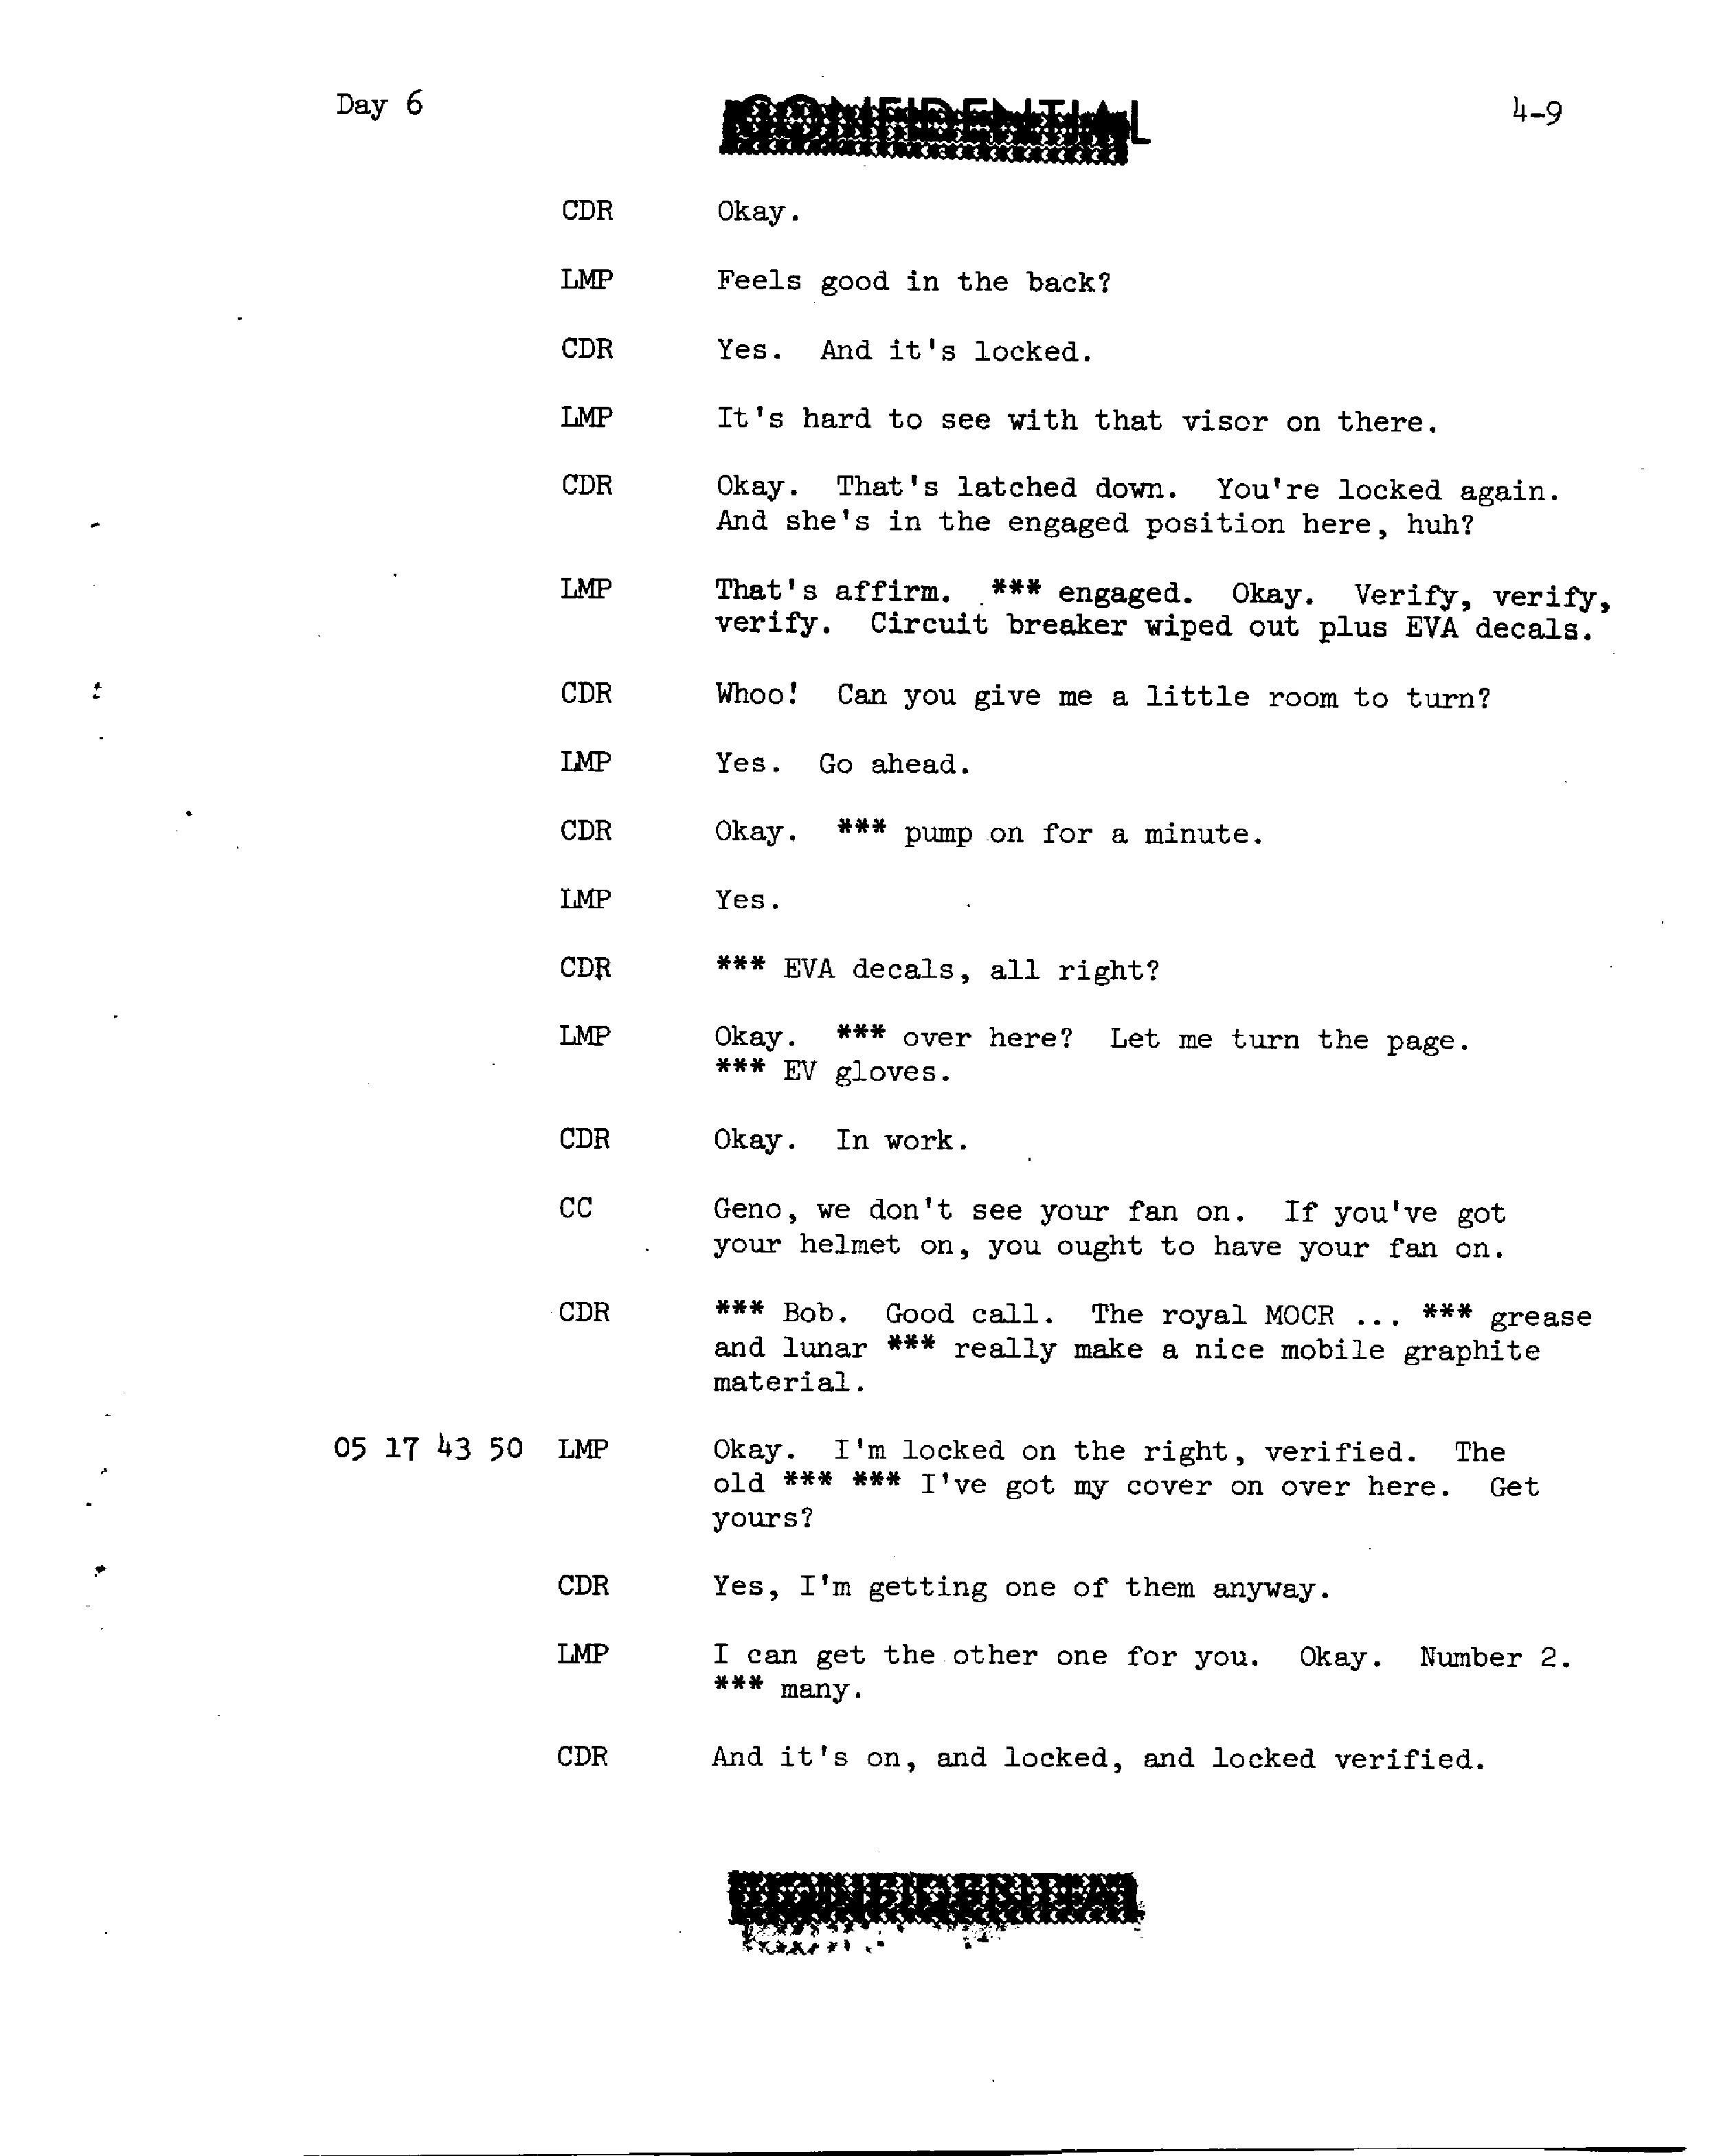 Day 6
CONFIDENTIAL
4-9
CDR Okay.
LMP Feels good in the back?
CDR Yes. And it's locked.
LMP It's hard to see with that visor on there.
CDR Okay. That's latched down. You're locked again.
And she's in the engaged position here, huh?
LMP That's affirm. *** engaged. Okay. Verify, verify,
verify. Circuit breaker wiped out plus EVA decals.
CDR Whoo! Can you give me a little room to turn?
LMP Yes. Go ahead.
CDR Okay. *** pump on for a minute.
LMP Yes.
CDR *** EVA decals, all right?
LMP Okay. *** over here? Let me turn the page.
*** EV gloves.
CDR Okay. In work.
CC Geno, we don't see your fan on. If you've got
your helmet on, you ought to have your fan on.
CDR *** Bob. Good call. The royal MOCR ... *** grease
and lunar *** really make a nice mobile graphite
material.
05 17 43 50 LMP Okay. I'm locked on the right, verified. The
old *** *** I've got my cover on over here. Get
yours?
CDR Yes, I'm getting one of them anyway.
LMP I can get the other one for you. Okay. Number 2.
*** many.
CDR And it's on, and locked, and locked verified.
CONFIDENTIAL